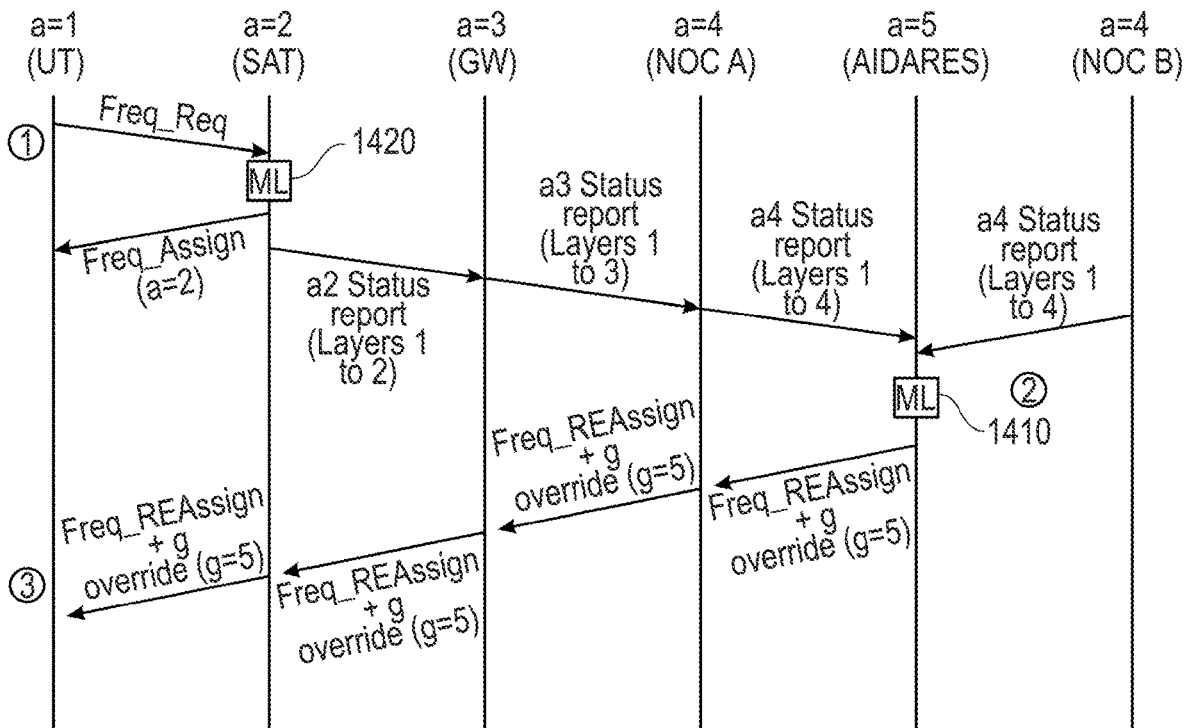 a=1
(UT)
a=2
(SAT)
a=3
(GW)
a=4
(NOC A)
a=5
(AIDARES)
a=4
(NOC B)
1
Freq_Req
ML
1420
Freq_Assign
(a=2)
a2 Status
report
(Layers 1
to 2)
a3 Status
report
(Layers 1
to 3)
a4 Status
report
(Layers 1
to 4)
a4 Status
report
(Layers 1
to 4)
ML
2
1410
Freq_REAssign
+ g
override (g=5)
Freq_REAssign
+ g
override (g=5)
Freq_REAssign
+ g
override (g=5)
Freq_REAssign
+ g
override (g=5)
3